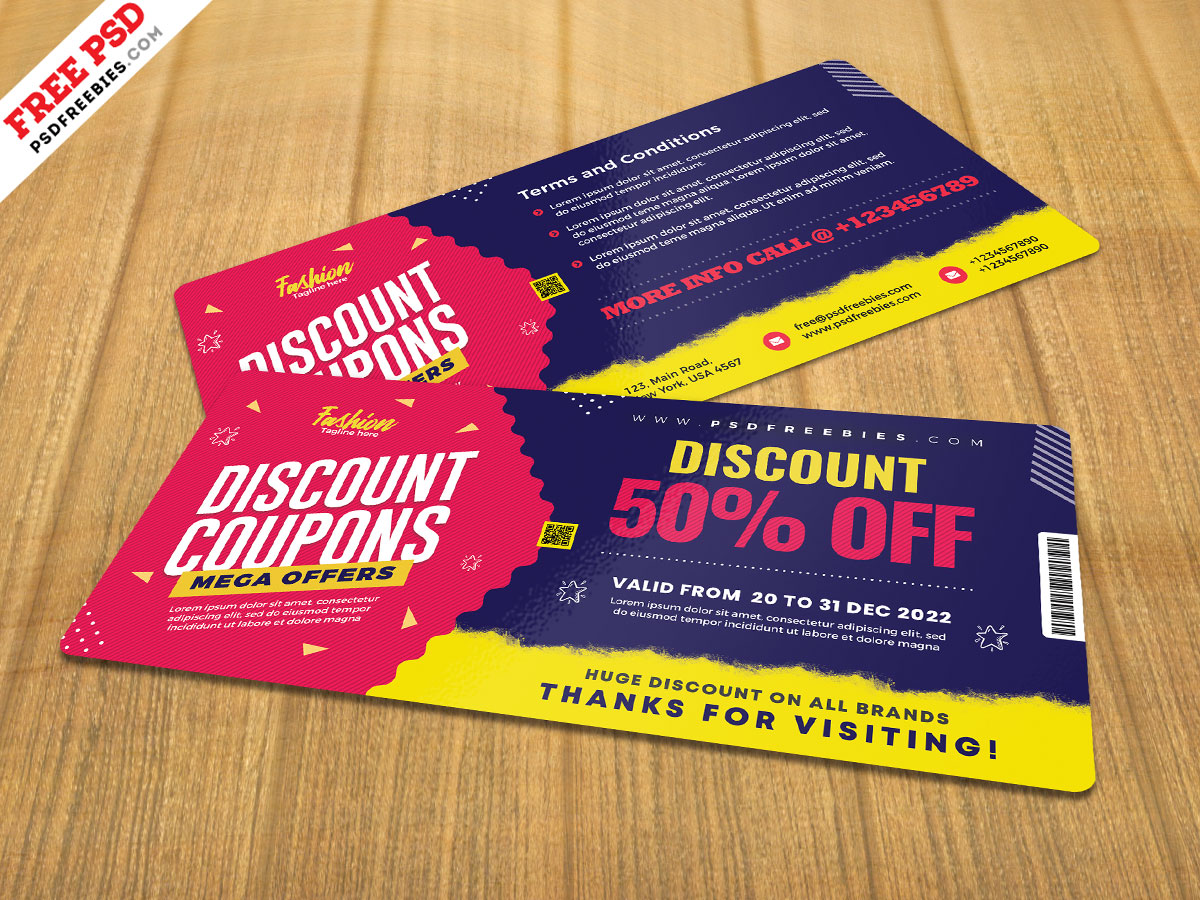 FREE PSD
PSDFREEBIES.COM
Terms and Conditions
Lorem ipsum dolor sit amet, consectetur adipiscing elit, sed
do eiusmod tempor incididunt.
Lorem ipsum dolor sit amet, consectetur adipiscing elit, sed
do eiusmod tempor magna aliqua. Lorem ipsum dolor sit amet,
consectetur adipiscing elit.
Lorem ipsum dolor sit amet, consectetur adipiscing elit, sed
do eiusmod teme magna aliqua. Ut enim ad minim veniam.
MORE INFO CALL @ +123456789
Fashion
Tagline here
DISCOUNT
COUPONS
123, Main Road,
York, USA 4567
free@psdfreebies.com
www.psdfreebies.com
+1234567890
+1234567890
Fashion
Tagline here
DISCOUNT
COUPONS
MEGA OFFERS
Lorem ipsum dolor sit amet, consectetur
adipiscing elit, sed do eiusmod tempor
incididunt ut labore et dolore magna
WWW.PSDFREEBIES.COM
DISCOUNT
50% OFF
VALID FROM 20 TO 31 DEC 2022
Lorem ipsum dolor sit amet, consectetur adipiscing elit, sed
do eiusmod tempor incididunt ut labore et dolore magna
HUGE DISCOUNT ON ALL BRANDS
THANKS FOR VISITING!